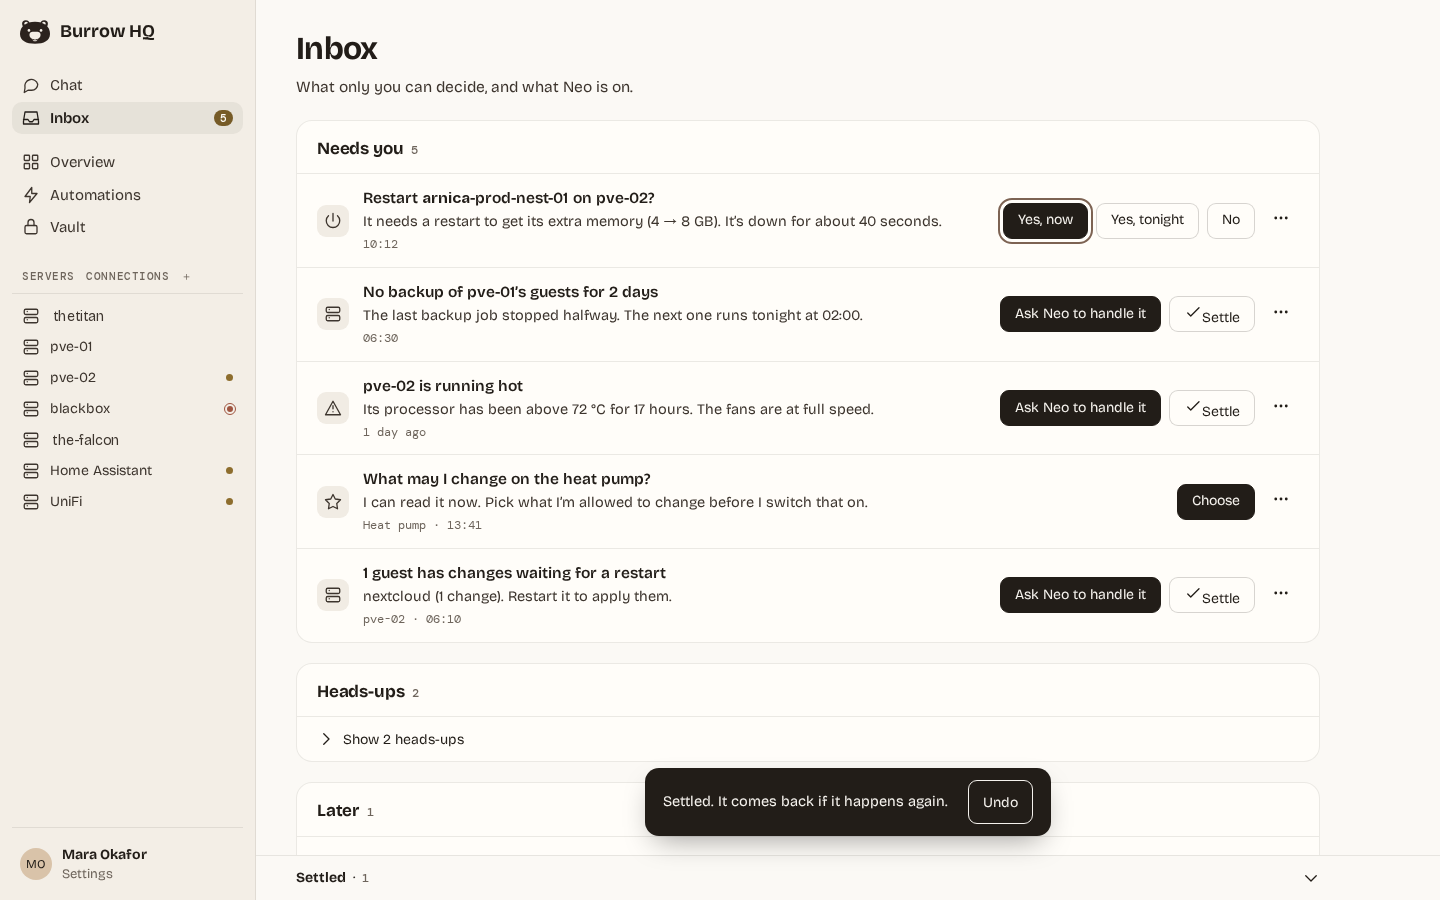 Burrow HQ
Chat
Inbox 5
Overview
Automations
Vault
SERVERS CONNECTIONS +
thetitan
pve-01
pve-02
blackbox
the-falcon
Home Assistant
UniFi
MO
Mara Okafor
Settings
Inbox
What only you can decide, and what Neo is on.
Needs you 5
Restart arnica-prod-nest-01 on pve-02?
It needs a restart to get its extra memory (4 → 8 GB). It's down for about 40 seconds.
10:12
Yes, now Yes, tonight No
No backup of pve-01's guests for 2 days
The last backup job stopped halfway. The next one runs tonight at 02:00.
06:30
Ask Neo to handle it Settle
pve-02 is running hot
Its processor has been above 72 °C for 17 hours. The fans are at full speed.
1 day ago
Ask Neo to handle it Settle
What may I change on the heat pump?
I can read it now. Pick what I'm allowed to change before I switch that on.
Heat pump · 13:41
Choose
1 guest has changes waiting for a restart
nextcloud (1 change). Restart it to apply them.
pve-02 · 06:10
Ask Neo to handle it Settle
Heads-ups 2
Show 2 heads-ups
Later 1
Settled. It comes back if it happens again. Undo
Settled · 1